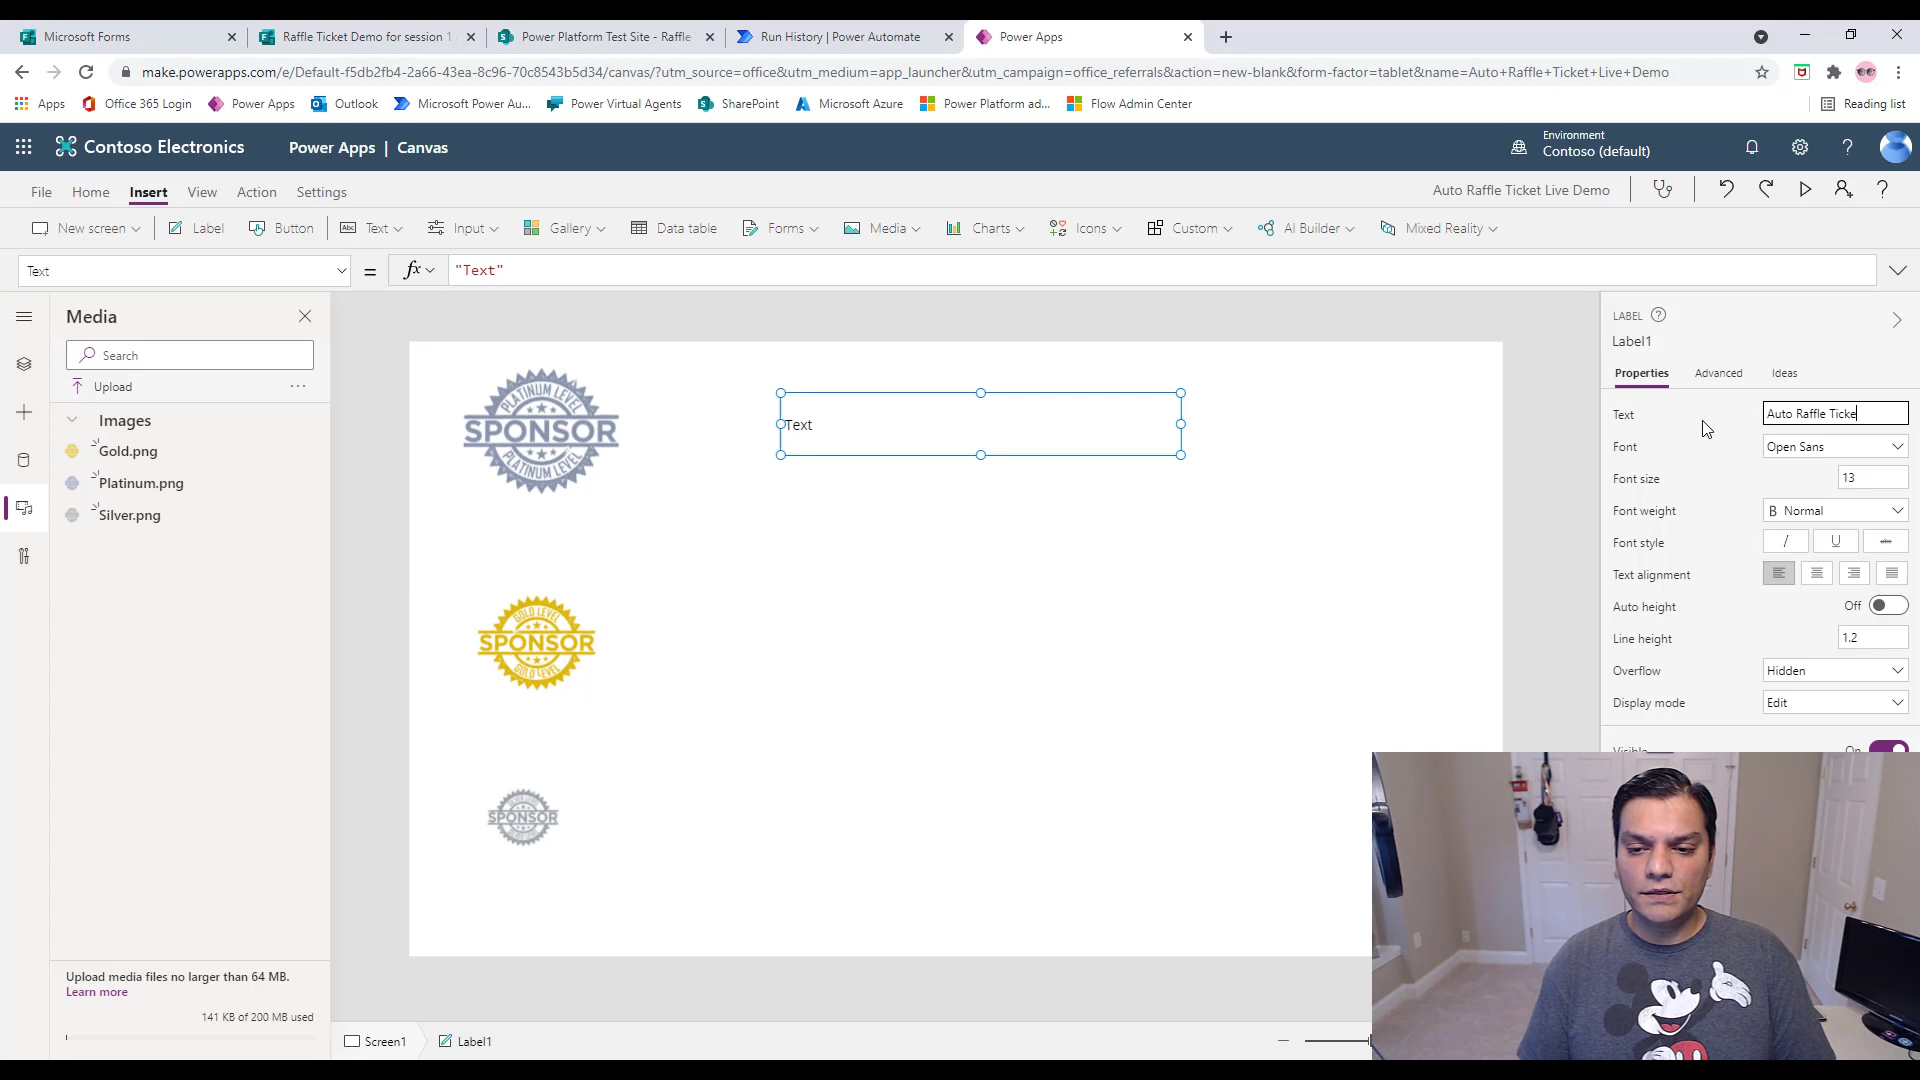 Microsoft Forms
Raffle Ticket Demo for session 1
Power Platform Test Site - Raffle
Run History | Power Automate
Power Apps
make.powerapps.com/e/Default-f5db2fb4-2a66-43ea-8c96-70c8543b5d34/canvas/?utm_source=office&utm_medium=app_launcher&utm_campaign=office_referrals&action=new-blank&form-factor=tablet&name=Auto+Raffle+Ticket+Live+Demo
Apps
Office 365 Login
Power Apps
Outlook
Microsoft Power Au...
Power Virtual Agents
SharePoint
Microsoft Azure
Power Platform ad...
Flow Admin Center
Reading list
Contoso Electronics
Power Apps | Canvas
Environment
Contoso (default)
File
Home
Insert
View
Action
Settings
Auto Raffle Ticket Live Demo
New screen
Label
Button
Text
Input
Gallery
Data table
Forms
Media
Charts
Icons
Custom
AI Builder
Mixed Reality
Text
=
fx
"Text"
Media
Search
Upload
Images
Gold.png
Platinum.png
Silver.png
Upload media files no larger than 64 MB.
Learn more
141 KB of 200 MB used
PLATINUM LEVEL
SPONSOR
PLATINUM LEVEL
Text
GOLD LEVEL
SPONSOR
GOLD LEVEL
SPONSOR
Screen1
Label1
LABEL
Label1
Properties
Advanced
Ideas
Text
Auto Raffle Ticke
Font
Open Sans
Font size
13
Font weight
B Normal
Font style
/ U abc
Text alignment
Auto height
Off
Line height
1.2
Overflow
Hidden
Display mode
Edit
Visible
On